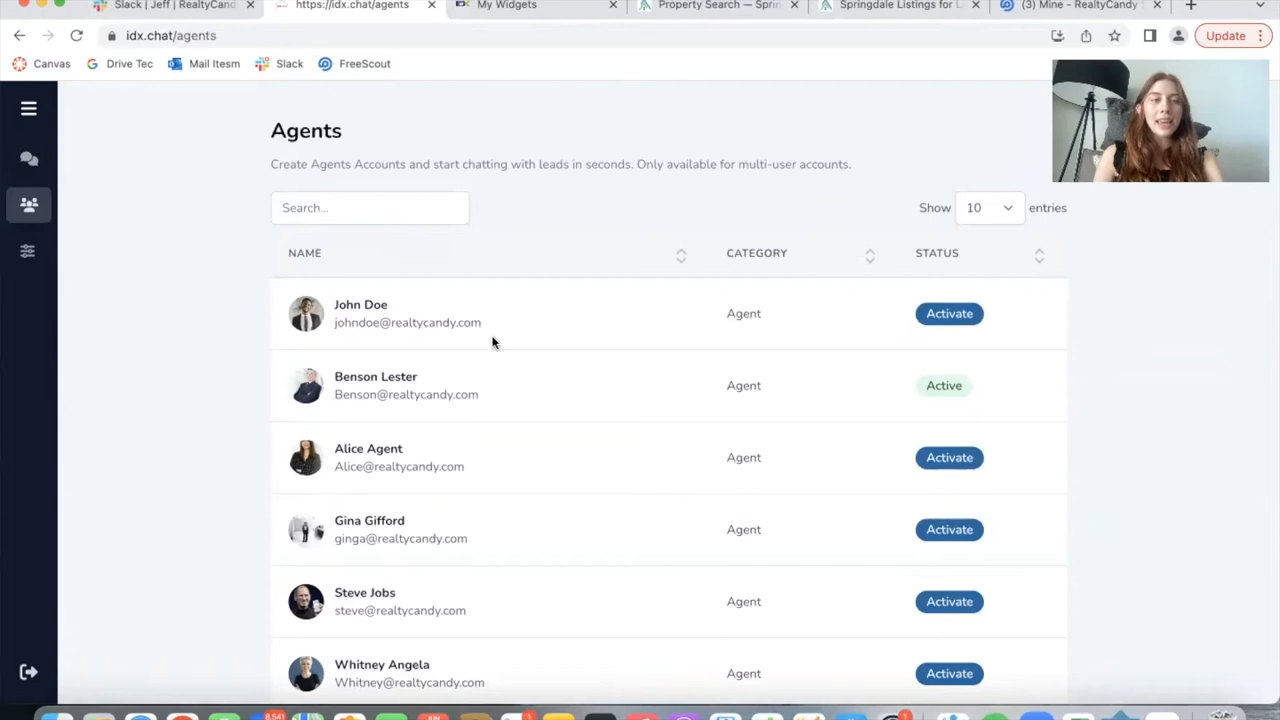 Slack | Jeff | RealtyCand
https://idx.chat/agents
My Widgets
Property Search — Sprin
Springdale Listings for L
(3) Mine - RealtyCandy
idx.chat/agents
Update
Canvas
Drive Tec
Mail Itesm
Slack
FreeScout
Agents
Create Agents Accounts and start chatting with leads in seconds. Only available for multi-user accounts.
Search...
Show 10 entries
NAME CATEGORY STATUS
John Doe
johndoe@realtycandy.com
Agent
Activate
Benson Lester
Benson@realtycandy.com
Agent
Active
Alice Agent
Alice@realtycandy.com
Agent
Activate
Gina Gifford
ginga@realtycandy.com
Agent
Activate
Steve Jobs
steve@realtycandy.com
Agent
Activate
Whitney Angela
Whitney@realtycandy.com
Agent
Activate
8,541